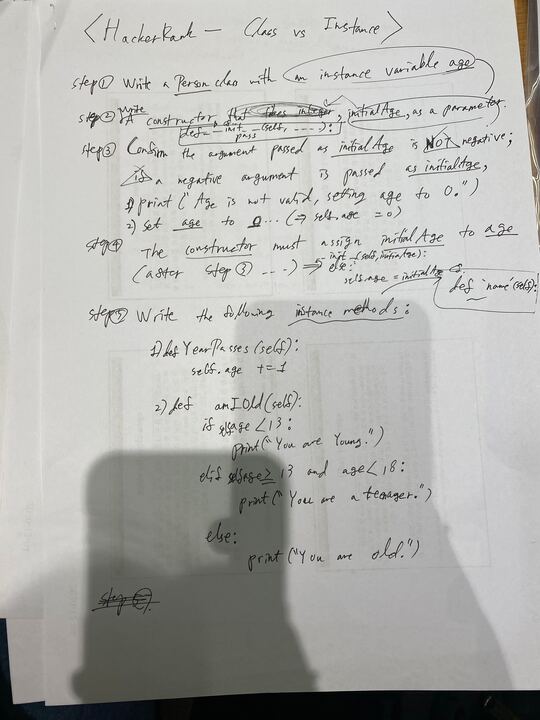 <HackerRank - Class vs Instance>
step① Write a Person class with an instance variable age
step② Write A constructor, that takes integer, initialAge, as a parameter.
def __init__(self, .....):
pass
step③ Confirm the argument passed as initialAge is NOT negative;
if a negative argument is passed as initialAge,
1) print("Age is not valid, setting age to 0.")
2) set age to 0... (⇒ self.age = 0)
step④ The constructor must assign initialAge to age
(after step ③ ....) ⇒ __init__(self, initialAge):
else:
self.age = initialAge
def 'name'(self):
step⑤ Write the following instance methods:
1) def YearPasses(self):
self.age += 1
2) def amIOld(self):
if age < 13:
print("You are Young.")
elif age ≥ 13 and age < 18:
print("You are a teenager.")
else:
print("You are old.")
step ⑥